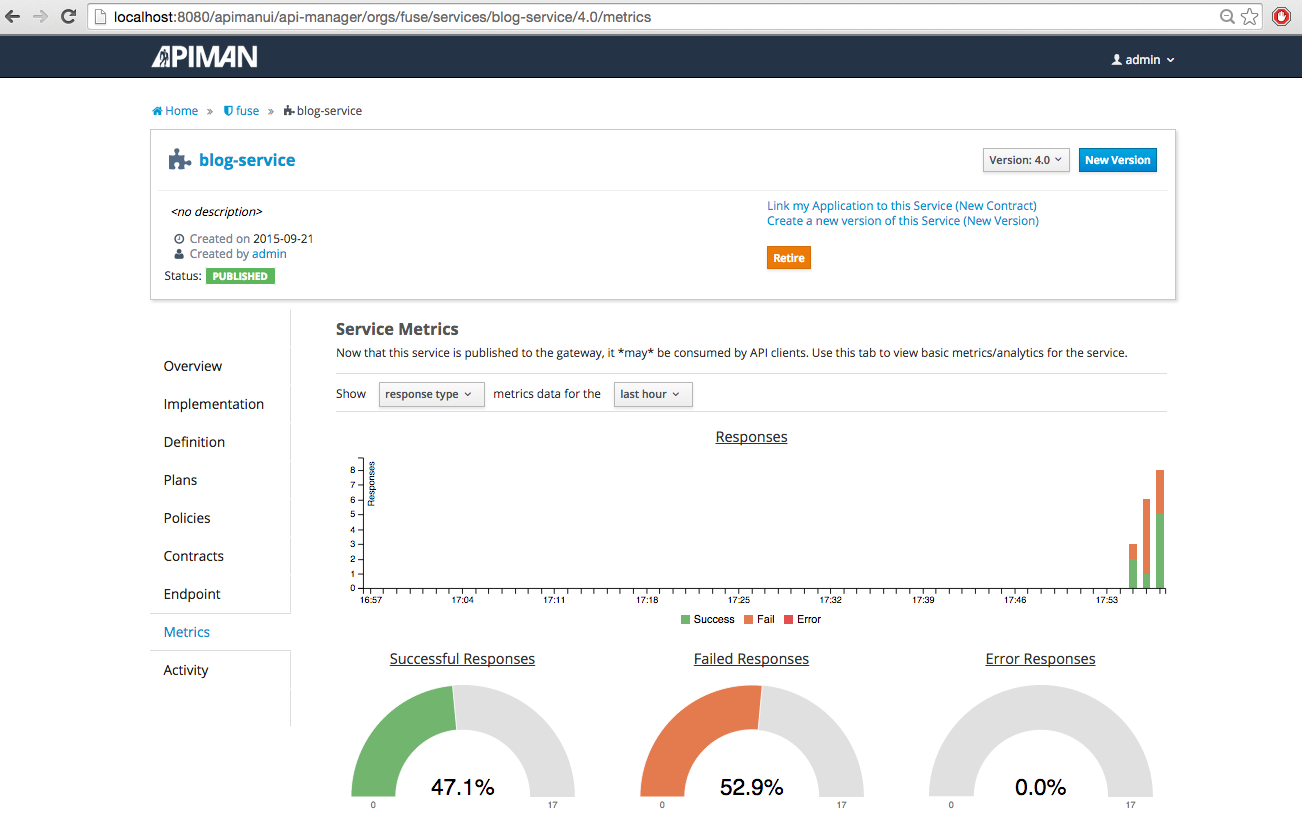 localhost:8080/apimanui/api-manager/orgs/fuse/services/blog-service/4.0/metrics
APIMAN
admin
Home » fuse » blog-service
blog-service
Version: 4.0
New Version
<no description>
Link my Application to this Service (New Contract)
Create a new version of this Service (New Version)
Created on 2015-09-21
Created by admin
Retire
Status: PUBLISHED
Overview
Implementation
Definition
Plans
Policies
Contracts
Endpoint
Metrics
Activity
Service Metrics
Now that this service is published to the gateway, it *may* be consumed by API clients. Use this tab to view basic metrics/analytics for the service.
Show response type metrics data for the last hour
Responses
Responses
8
7
6
5
4
3
2
1
0
16:57 17:04 17:11 17:18 17:25 17:32 17:39 17:46 17:53
Success Fail Error
Successful Responses
47.1%
0 17
Failed Responses
52.9%
0 17
Error Responses
0.0%
0 17